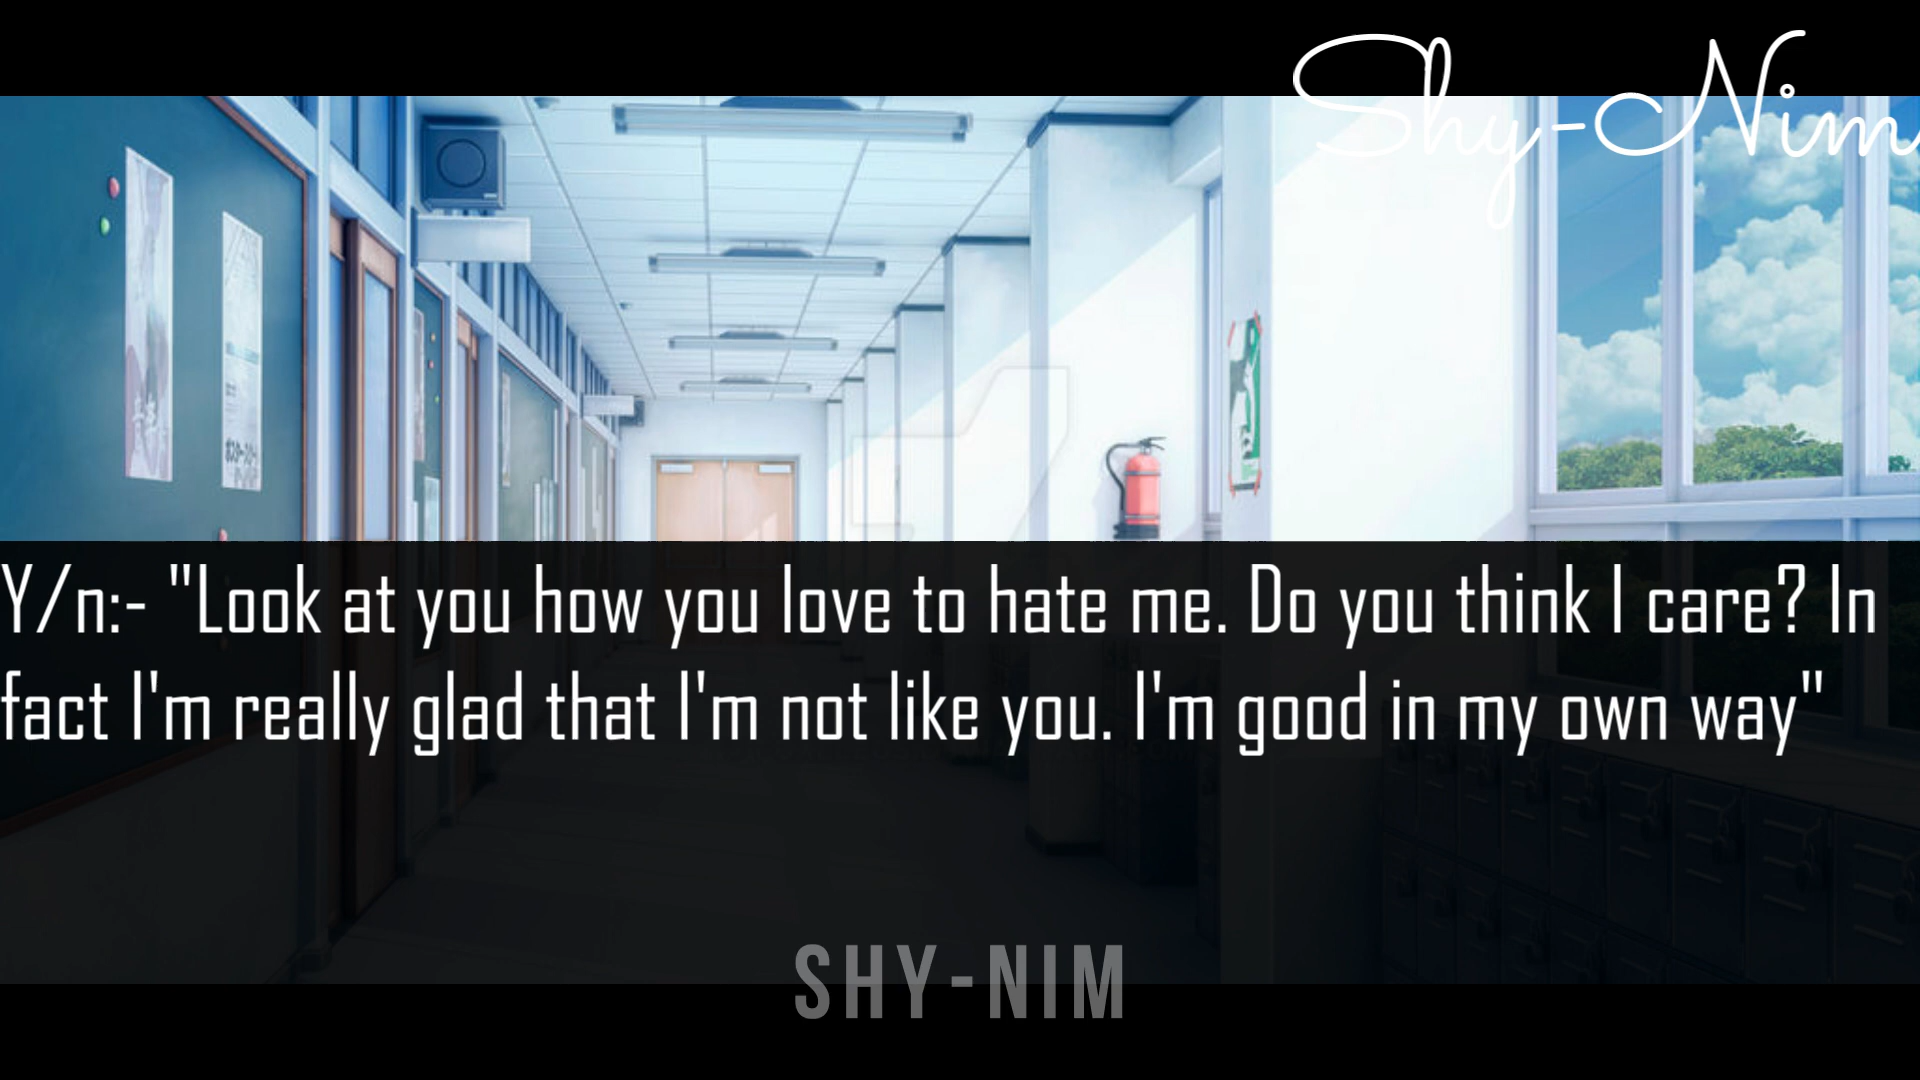 Shy-Nim
Y/n:- "Look at you how you love to hate me. Do you think I care? In
fact I'm really glad that I'm not like you. I'm good in my own way"
SHY-NIM